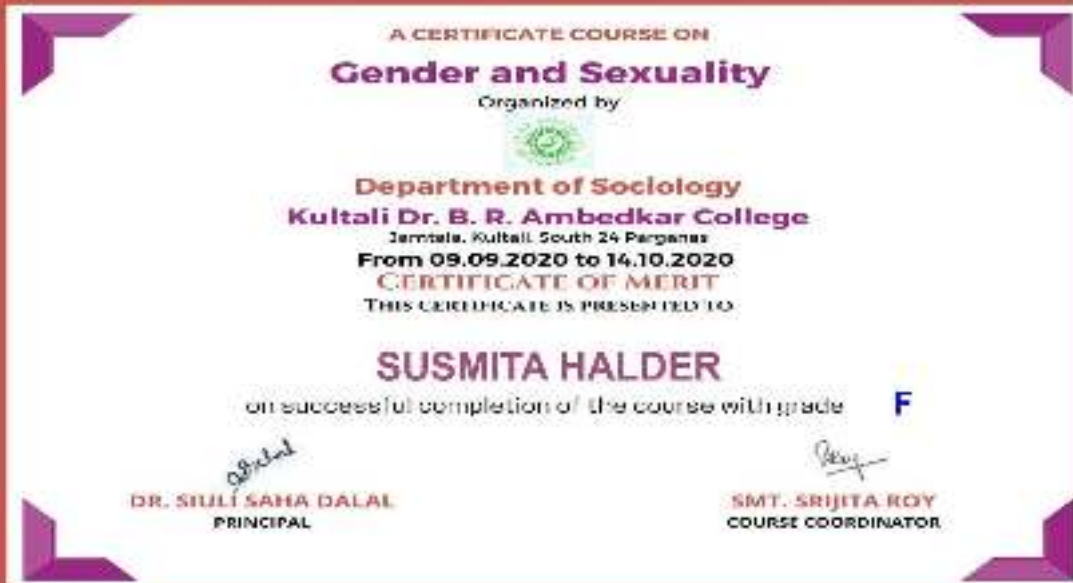 A CERTIFICATE COURSE ON
Gender and Sexuality
Organized by
Department of Sociology
Kultali Dr. B. R. Ambedkar College
Jamtala, Kultali, South 24 Parganas
From 09.09.2020 to 14.10.2020
CERTIFICATE OF MERIT
THIS CERTIFICATE IS PRESENTED TO
SUSMITA HALDER
on successful completion of the course with grade F
DR. SIULI SAHA DALAL
PRINCIPAL
SMT. SRIJITA ROY
COURSE COORDINATOR